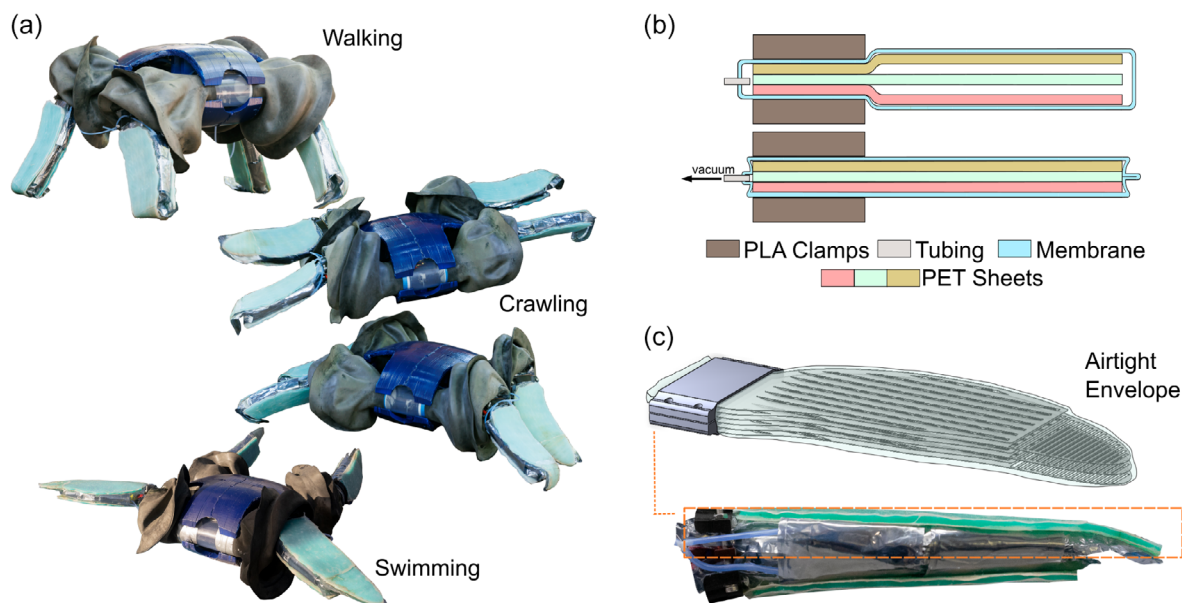 (a)
Walking
Crawling
Swimming
(b)
vacuum
PLA Clamps Tubing Membrane
PET Sheets
(c)
Airtight
Envelope